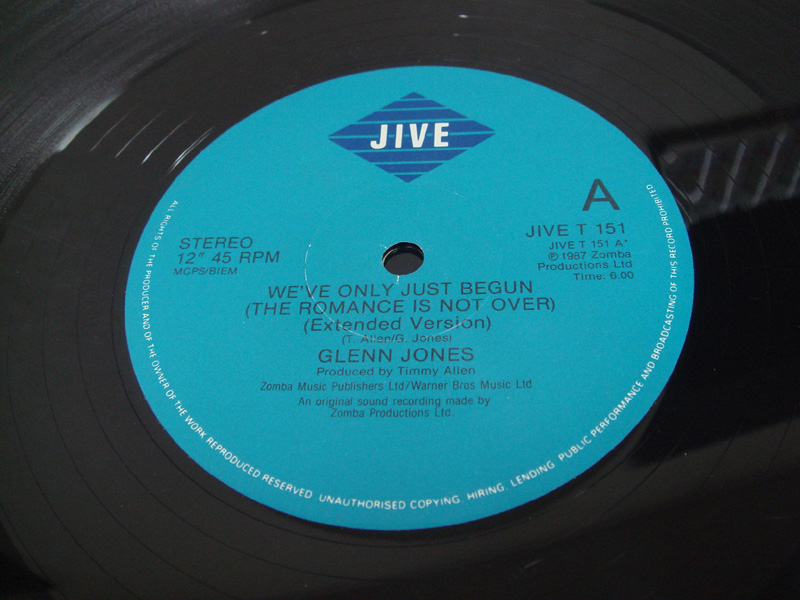 JIVE
A
STEREO
12" 45 RPM
MCPS/BIEM
JIVE T 151
JIVE T 151 A*
℗ 1987 Zomba
Productions Ltd
Time: 6.00
WE'VE ONLY JUST BEGUN
(THE ROMANCE IS NOT OVER)
(Extended Version)
(T. Allen/G. Jones)
GLENN JONES
Produced by Timmy Allen
Zomba Music Publishers Ltd/Warner Bros Music Ltd
An original sound recording made by
Zomba Productions Ltd.
ALL RIGHTS OF THE PRODUCER AND OF THE OWNER OF THE WORK REPRODUCED RESERVED UNAUTHORISED COPYING, HIRING, LENDING, PUBLIC PERFORMANCE AND BROADCASTING OF THIS RECORD PROHIBITED